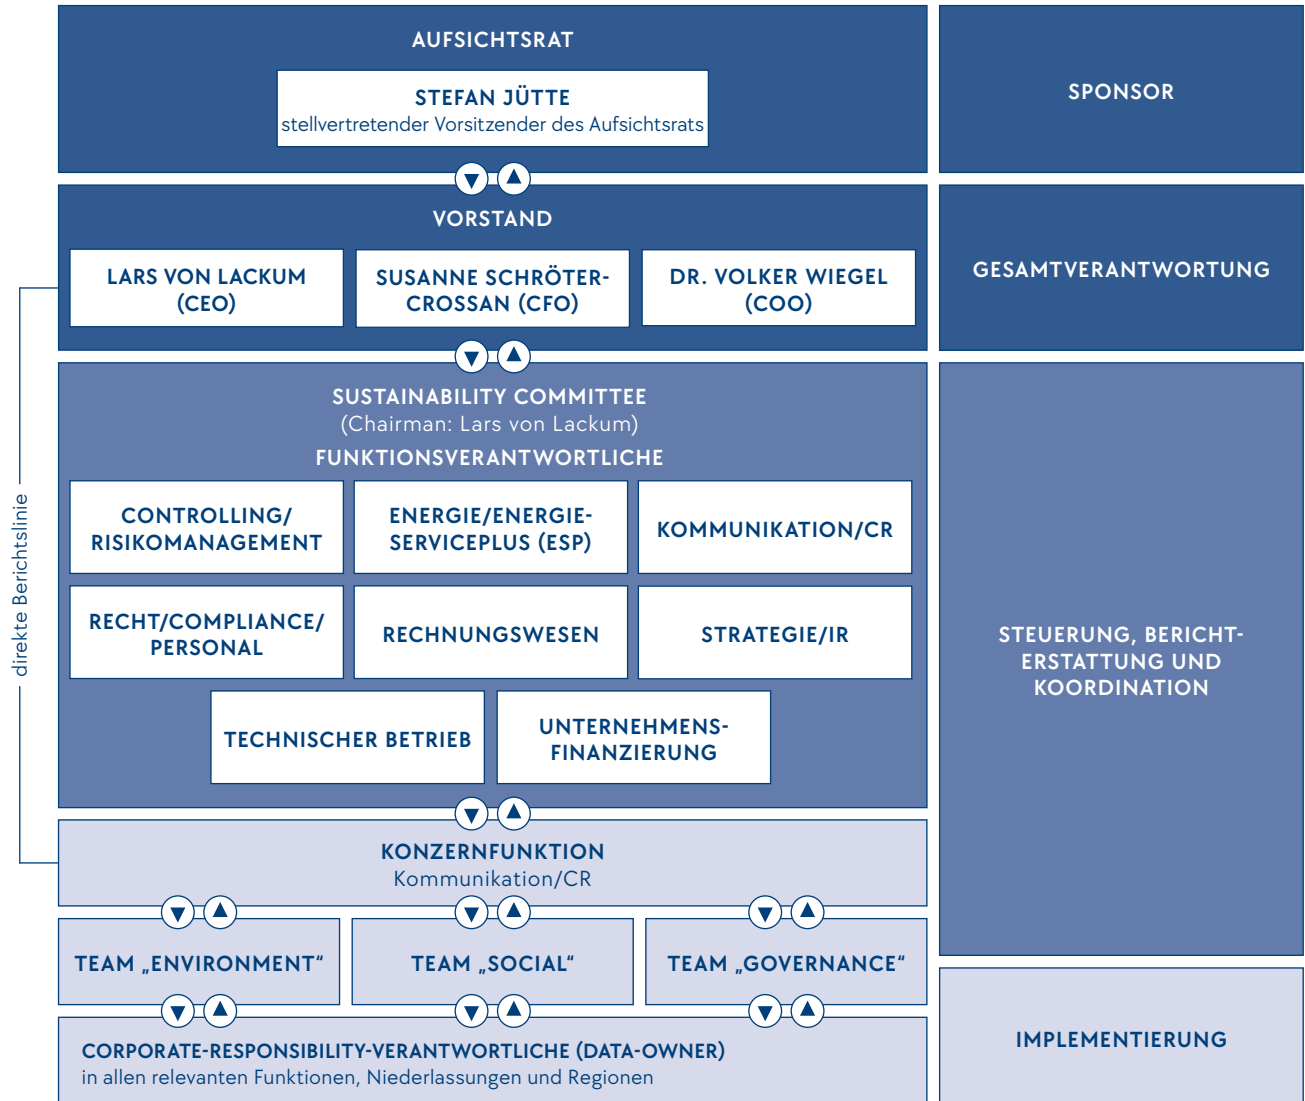 AUFSICHTSRAT
STEFAN JÜTTE
stellvertretender Vorsitzender des Aufsichtsrats
SPONSOR
VORSTAND
LARS VON LACKUM
(CEO)
SUSANNE SCHRÖTER-
CROSSAN (CFO)
DR. VOLKER WIEGEL
(COO)
GESAMTVERANTWORTUNG
direkte Berichtslinie
SUSTAINABILITY COMMITTEE
(Chairman: Lars von Lackum)
FUNKTIONSVERANTWORTLICHE
CONTROLLING/
RISIKOMANAGEMENT
ENERGIE/ENERGIE-
SERVICEPLUS (ESP)
KOMMUNIKATION/CR
RECHT/COMPLIANCE/
PERSONAL
RECHNUNGSWESEN
STRATEGIE/IR
TECHNISCHER BETRIEB
UNTERNEHMENS-
FINANZIERUNG
STEUERUNG, BERICHT-
ERSTATTUNG UND
KOORDINATION
KONZERNFUNKTION
Kommunikation/CR
TEAM „ENVIRONMENT“
TEAM „SOCIAL“
TEAM „GOVERNANCE“
CORPORATE-RESPONSIBILITY-VERANTWORTLICHE (DATA-OWNER)
in allen relevanten Funktionen, Niederlassungen und Regionen
IMPLEMENTIERUNG